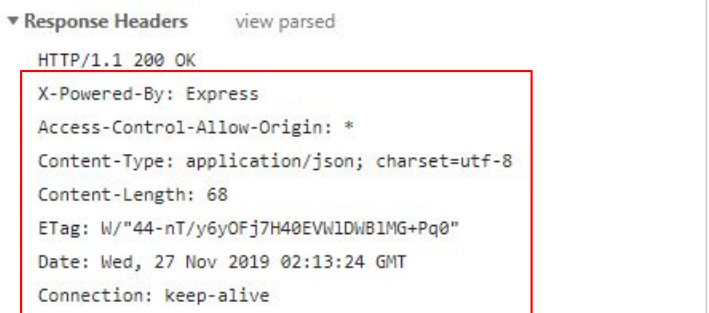 ▼ Response Headers view parsed
HTTP/1.1 200 OK
X-Powered-By: Express
Access-Control-Allow-Origin: *
Content-Type: application/json; charset=utf-8
Content-Length: 68
ETag: W/"44-nT/y6yOFj7H40EVWlDWBlMG+Pq0"
Date: Wed, 27 Nov 2019 02:13:24 GMT
Connection: keep-alive